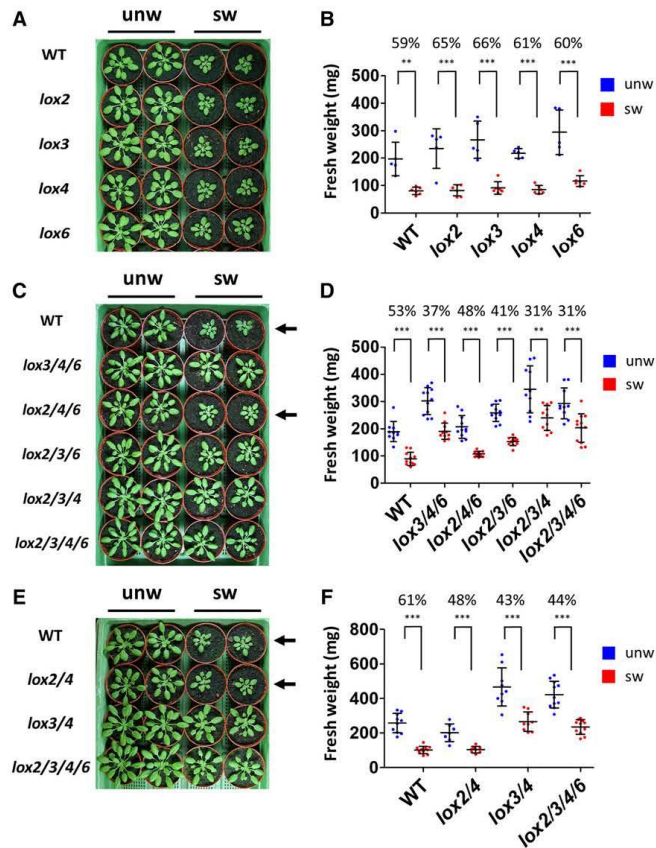 A
unw
sw
WT
lox2
lox3
lox4
lox6
B
59% 65% 66% 61% 60%
** *** *** *** ***
Fresh weight (mg)
500
400
300
200
100
0
unw
sw
WT lox2 lox3 lox4 lox6
C
unw
sw
WT
lox3/4/6
lox2/4/6
lox2/3/6
lox2/3/4
lox2/3/4/6
D
53% 37% 48% 41% 31% 31%
*** *** *** *** ** ***
Fresh weight (mg)
500
400
300
200
100
0
unw
sw
WT lox3/4/6 lox2/4/6 lox2/3/6 lox2/3/4 lox2/3/4/6
E
unw
sw
WT
lox2/4
lox3/4
lox2/3/4/6
F
61% 48% 43% 44%
*** *** *** ***
Fresh weight (mg)
800
600
400
200
0
unw
sw
WT lox2/4 lox3/4 lox2/3/4/6